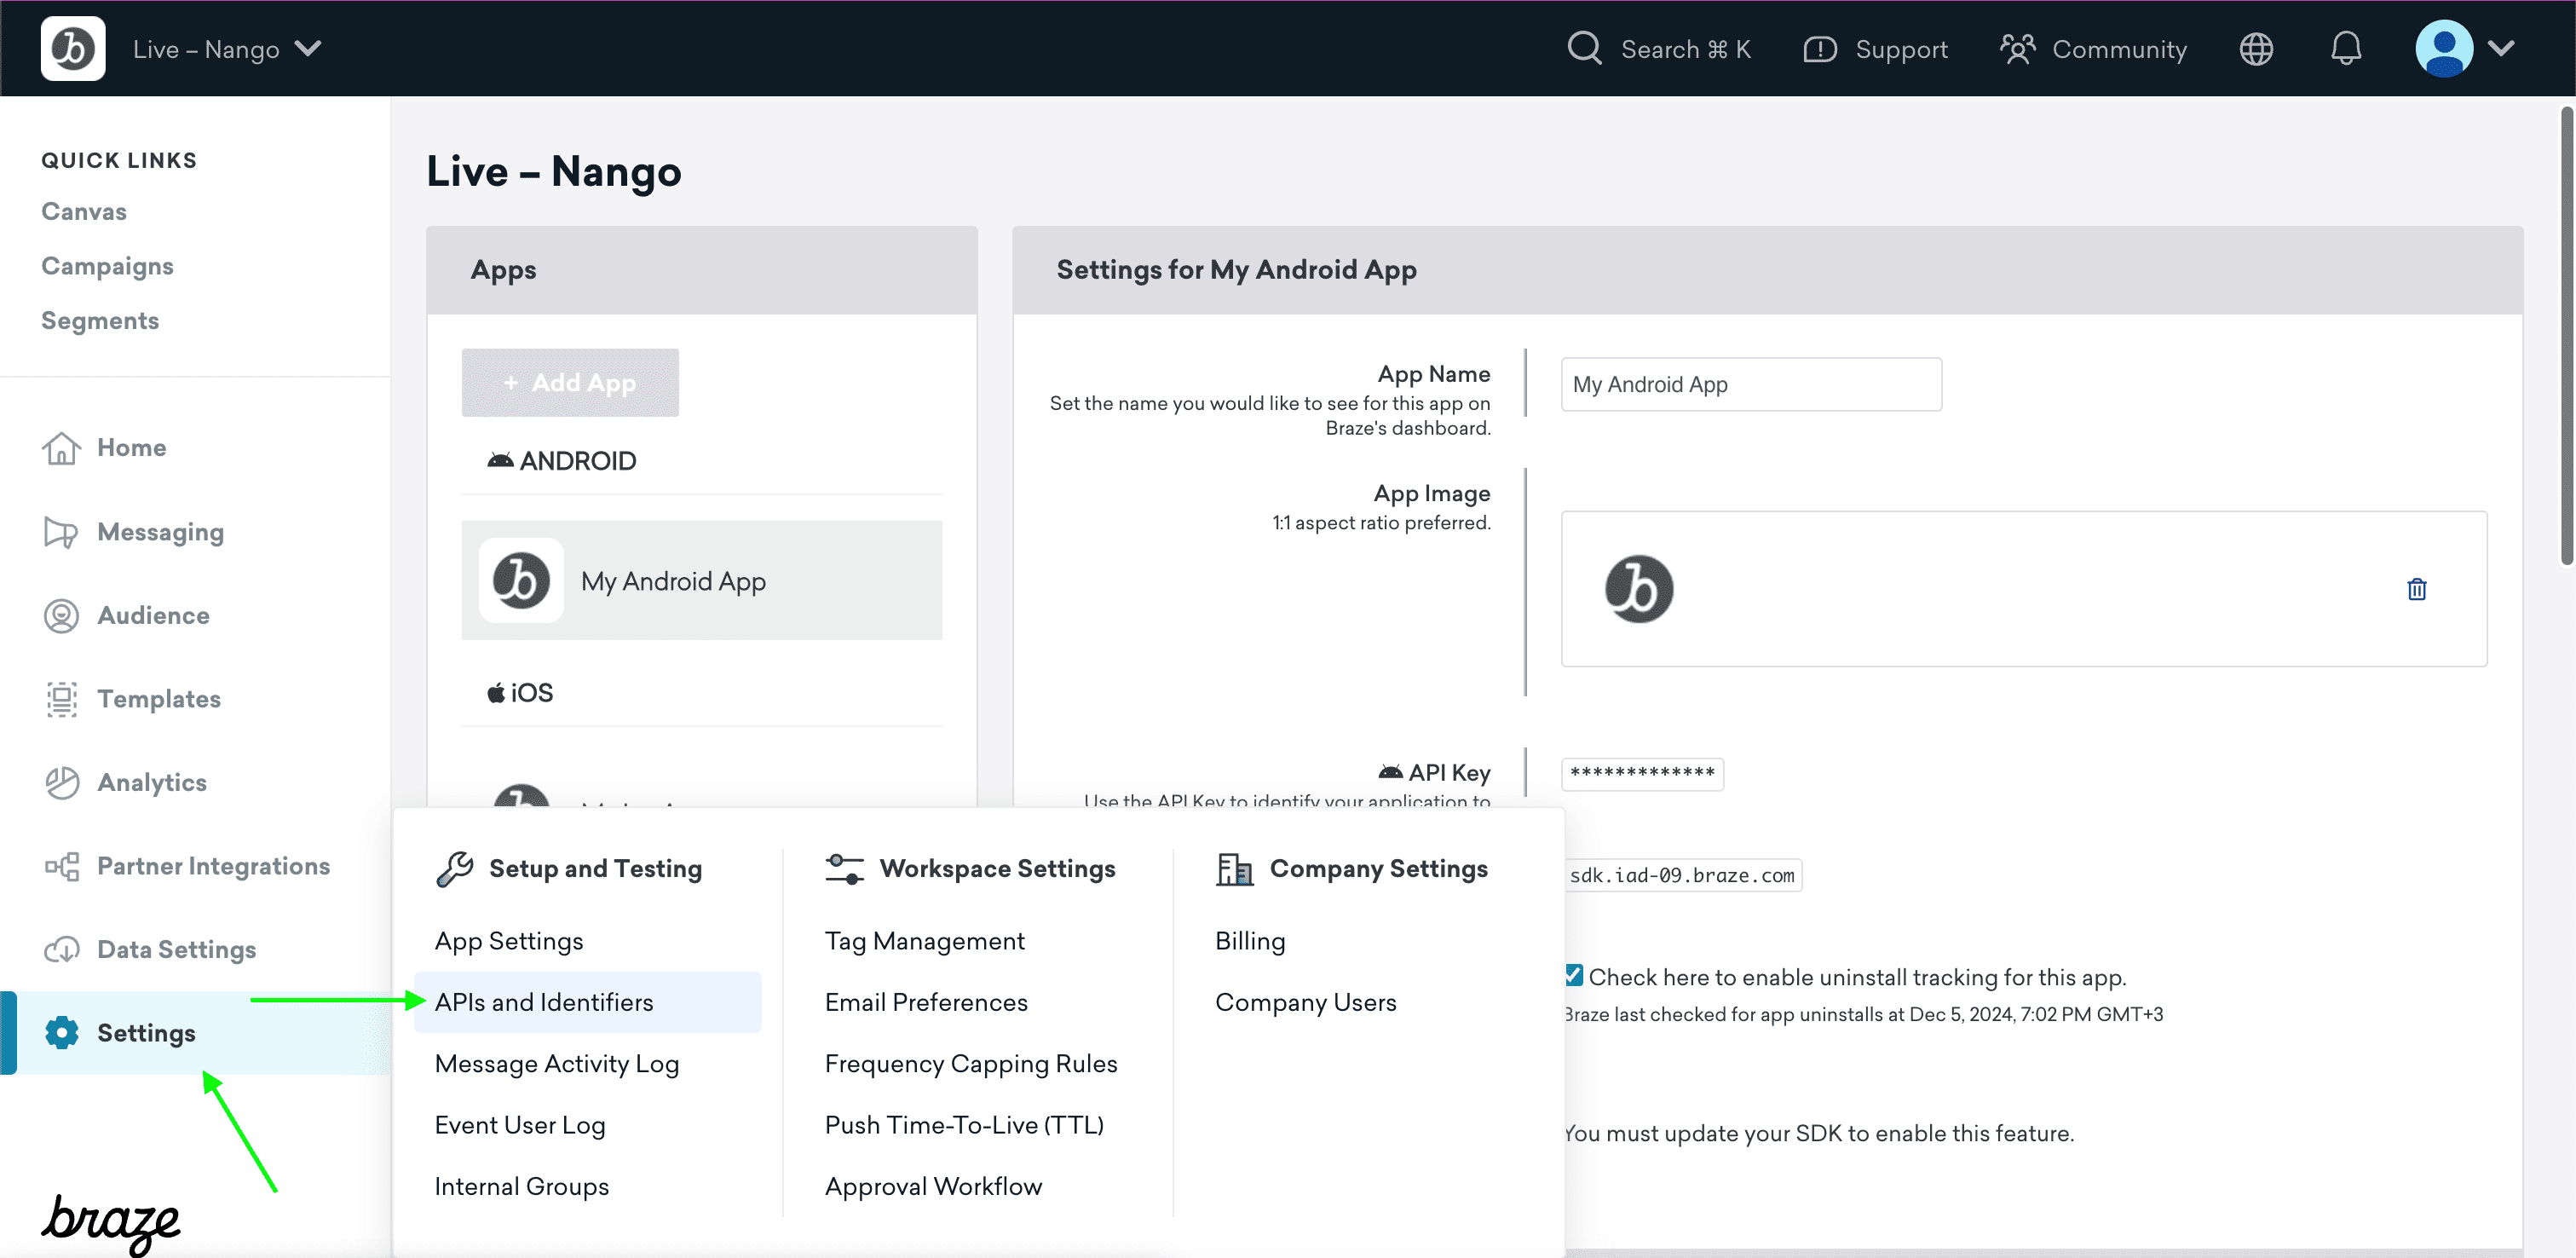 Live – Nango
Search ⌘ K
Support
Community
QUICK LINKS
Canvas
Campaigns
Segments
Home
Messaging
Audience
Templates
Analytics
Partner Integrations
Data Settings
Settings
braze
Live – Nango
Apps
+ Add App
ANDROID
My Android App
iOS
Settings for My Android App
App Name
Set the name you would like to see for this app on
Braze's dashboard.
My Android App
App Image
1:1 aspect ratio preferred.
API Key
Use the API Key to identify your application to
*************
sdk.iad-09.braze.com
Check here to enable uninstall tracking for this app.
Braze last checked for app uninstalls at Dec 5, 2024, 7:02 PM GMT+3
You must update your SDK to enable this feature.
Setup and Testing
App Settings
APIs and Identifiers
Message Activity Log
Event User Log
Internal Groups
Workspace Settings
Tag Management
Email Preferences
Frequency Capping Rules
Push Time-To-Live (TTL)
Approval Workflow
Company Settings
Billing
Company Users